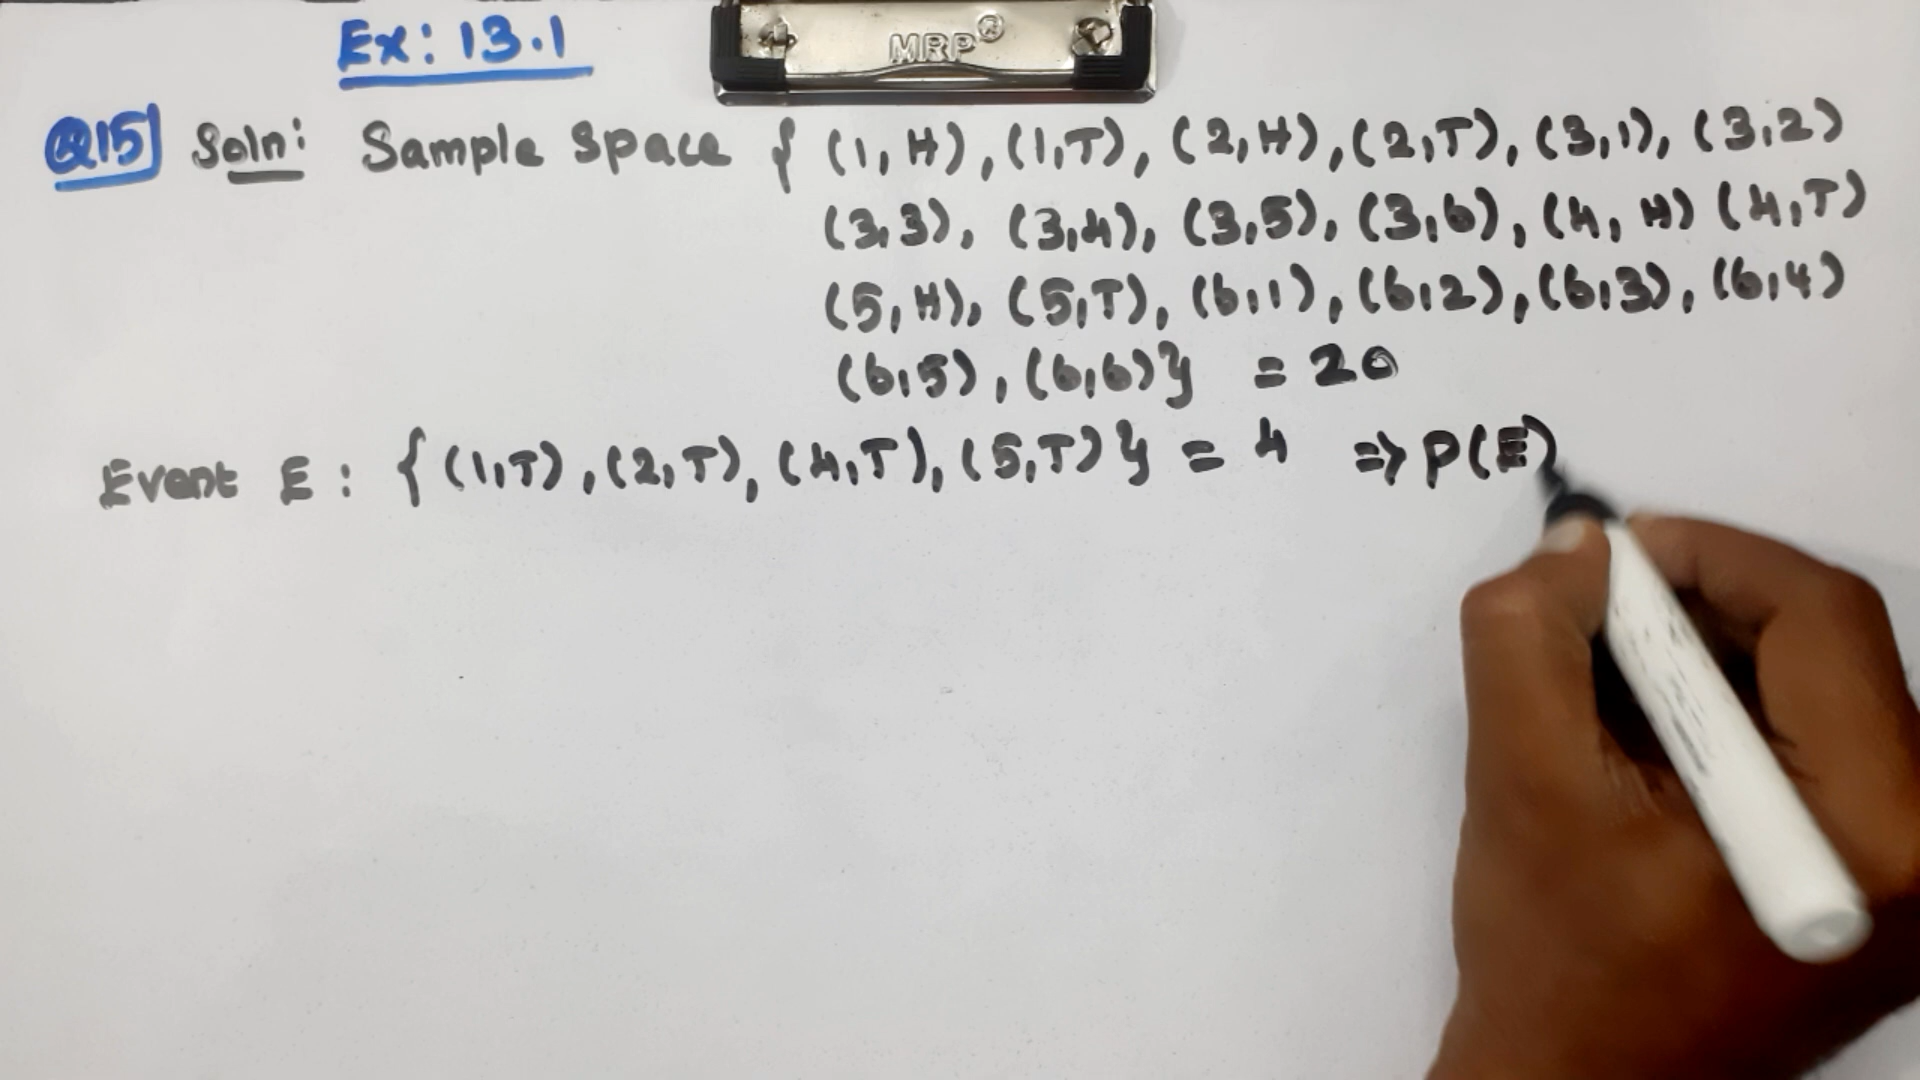 Ex: 13.1
MRP®
Q15) Soln: Sample Space { (1, H), (1,T), (2,H), (2,T), (3,1), (3,2)
(3,3), (3,4), (3,5), (3,6), (4, H) (4,T)
(5,H), (5,T), (6,1), (6,2), (6,3), (6,4)
(6,5), (6,6)} = 20
Event E : { (1,T), (2,T), (4,T), (5,T) } = 4 => P(E)